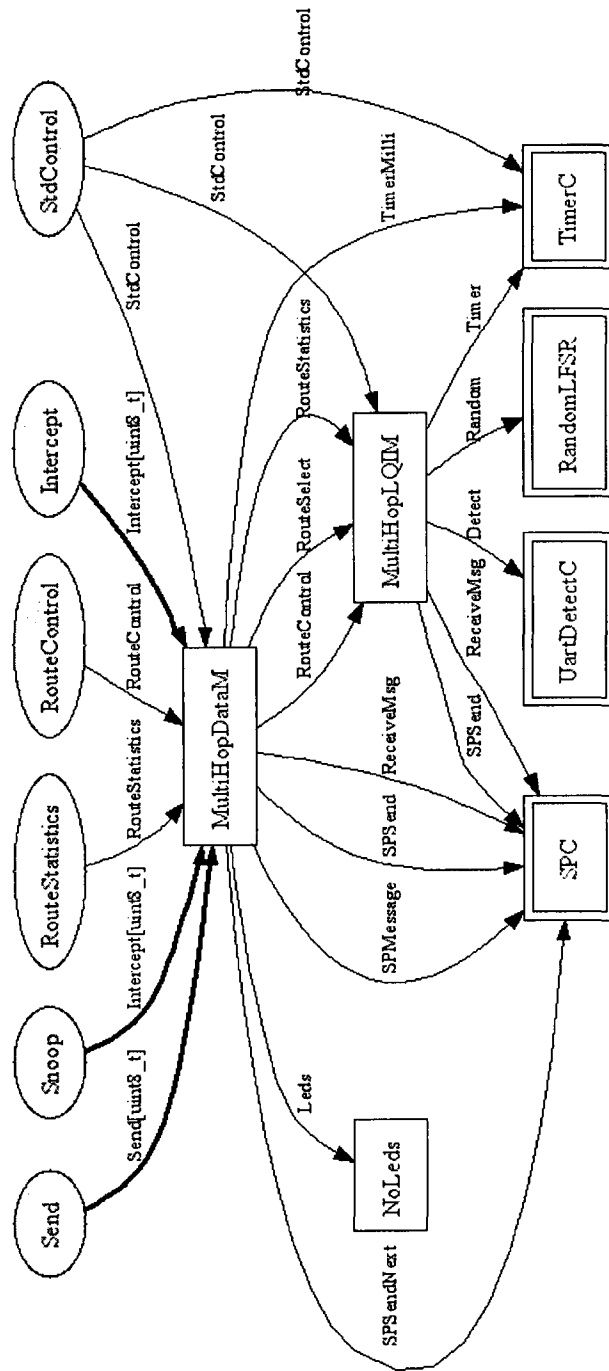 Send
Snoop
RouteStatistics
RouteControl
Intercept
StdControl
Send[uint8_t]
Intercept[uint8_t]
RouteStatistics
RouteControl
Intercept[uint8_t]
StdControl
StdControl
StdControl
MultiHopDataM
SPSendNext
Leds
SPMessage
SPSend
ReceiveMsg
RouteControl
RouteSelect
RouteStatistics
TimerMilli
NoLeds
MultiHopLQIM
SPSend
ReceiveMsg
Detect
Random
Timer
SPC
UartDetectC
RandomLFSR
TimerC